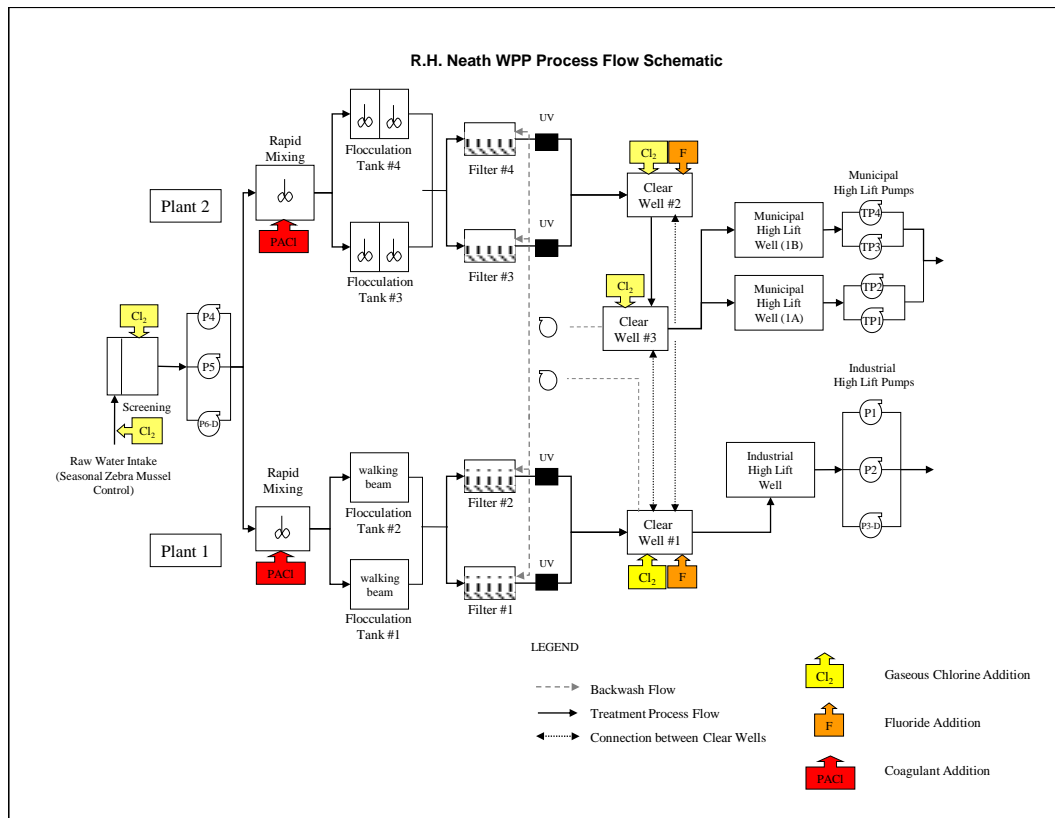 R.H. Neath WPP Process Flow Schematic
Plant 2
Rapid
Mixing
PACl
Flocculation
Tank #4
Flocculation
Tank #3
Filter #4
Filter #3
UV
UV
Cl2
F
Clear
Well #2
Cl2
Clear
Well #3
Municipal
High Lift
Well (1B)
Municipal
High Lift
Well (1A)
Municipal
High Lift Pumps
TP4
TP3
TP2
TP1
Cl2
Screening
Cl2
Raw Water Intake
(Seasonal Zebra Mussel
Control)
P4
P5
P6-D
Plant 1
Rapid
Mixing
PACl
walking
beam
Flocculation
Tank #2
walking
beam
Flocculation
Tank #1
Filter #2
Filter #1
UV
UV
Clear
Well #1
Cl2
F
Industrial
High Lift
Well
Industrial
High Lift Pumps
P1
P2
P3-D
LEGEND
Backwash Flow
Treatment Process Flow
Connection between Clear Wells
Cl2
Gaseous Chlorine Addition
F
Fluoride Addition
PACl
Coagulant Addition